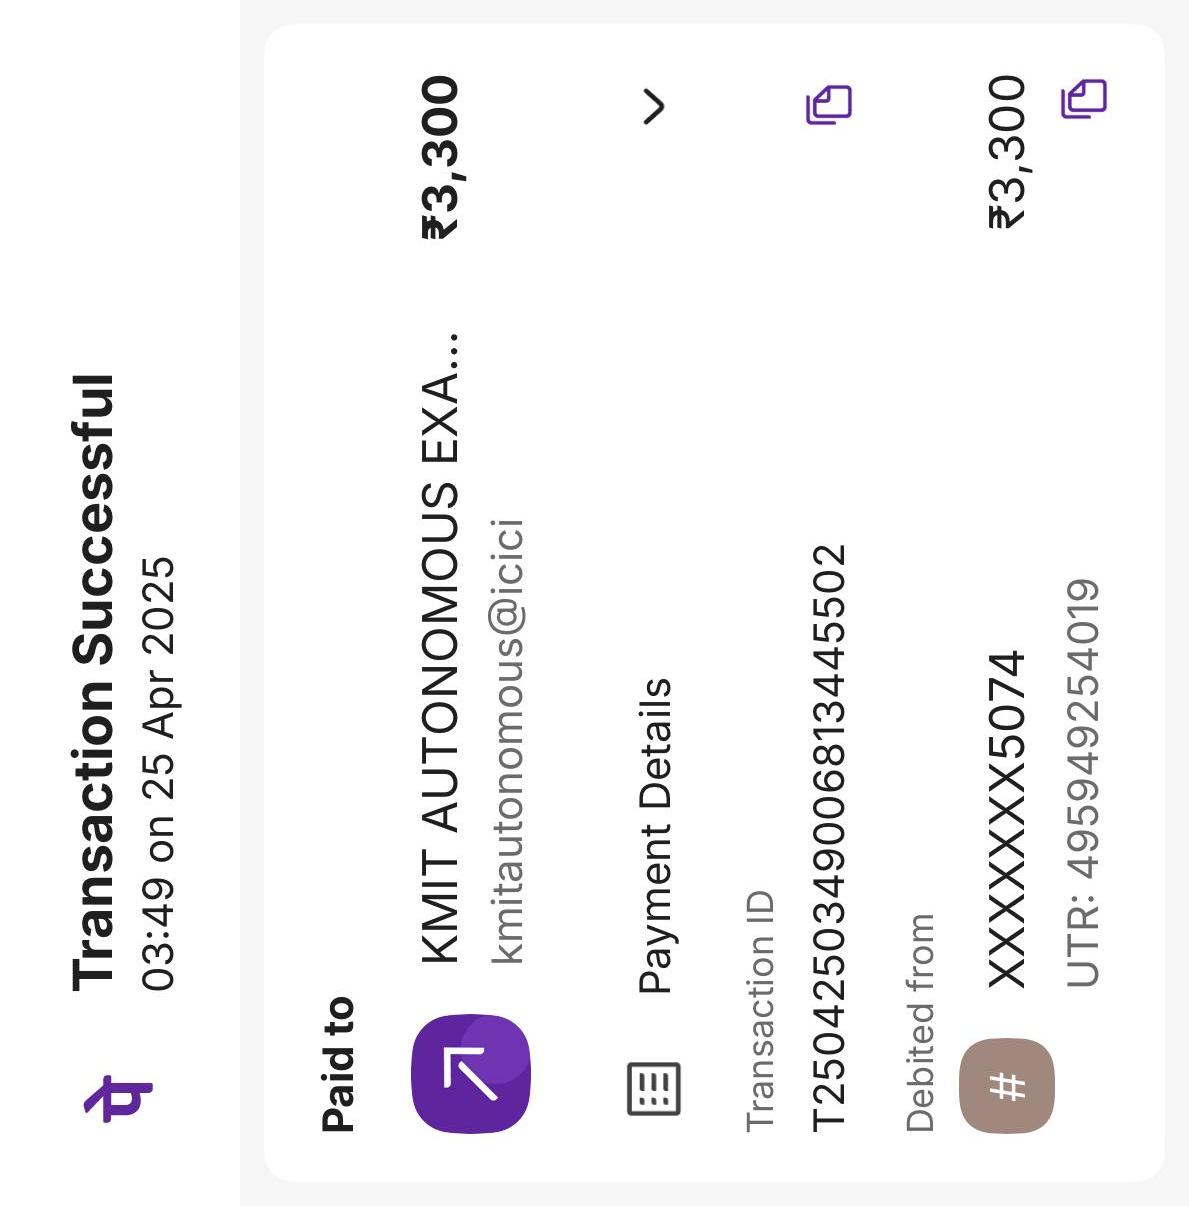 Transaction Successful
03:49 on 25 Apr 2025
Paid to
KMIT AUTONOMOUS EXA... ₹3,300
kmitautonomous@icici
Payment Details
Transaction ID
T2504250349006813445502
Debited from
XXXXXXX5074 ₹3,300
UTR: 495949254019